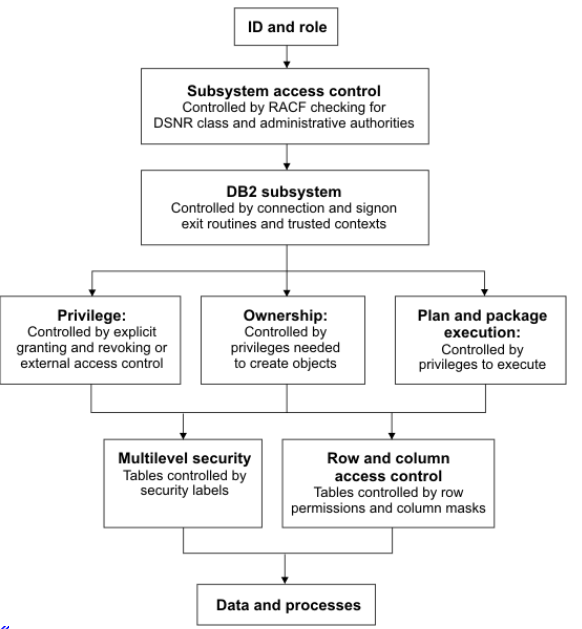 ID and role
Subsystem access control
Controlled by RACF checking for
DSNR class and administrative authorities
DB2 subsystem
Controlled by connection and signon
exit routines and trusted contexts
Privilege:
Controlled by explicit
granting and revoking or
external access control
Ownership:
Controlled by
privileges needed
to create objects
Plan and package
execution:
Controlled by
privileges to execute
Multilevel security
Tables controlled by
security labels
Row and column
access control
Tables controlled by row
permissions and column masks
Data and processes